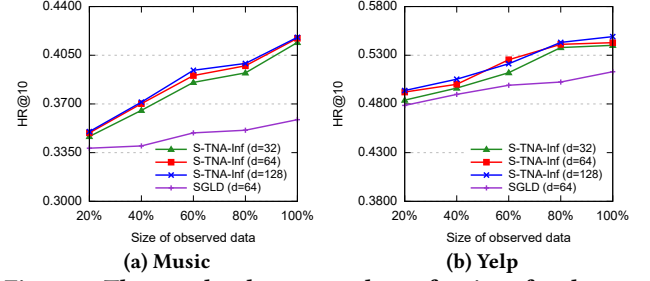 0.4400
0.4050
0.3700
0.3350
0.3000
HR@10
S-TNA-Inf (d=32)
S-TNA-Inf (d=64)
S-TNA-Inf (d=128)
SGLD (d=64)
20% 40% 60% 80% 100%
Size of observed data
(a) Music
0.5800
0.5300
0.4800
0.4300
0.3800
HR@10
S-TNA-Inf (d=32)
S-TNA-Inf (d=64)
S-TNA-Inf (d=128)
SGLD (d=64)
20% 40% 60% 80% 100%
Size of observed data
(b) Yelp